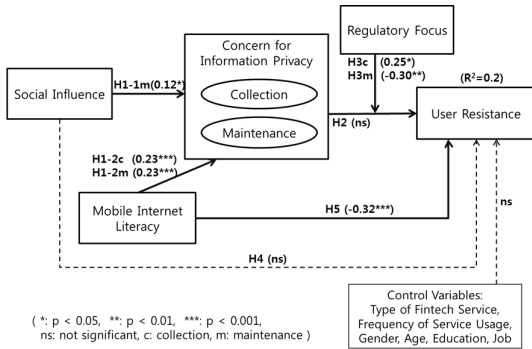 Regulatory Focus
Concern for
Information Privacy
Collection
Maintenance
H3c (0.25*)
H3m (-0.30**)
(R²=0.2)
Social Influence
H1-1m(0.12*)
H2 (ns)
User Resistance
H1-2c (0.23***)
H1-2m (0.23***)
Mobile Internet
Literacy
H5 (-0.32***)
ns
H4 (ns)
Control Variables:
Type of Fintech Service,
Frequency of Service Usage,
Gender, Age, Education, Job
( *: p < 0.05, **: p < 0.01, ***: p < 0.001,
ns: not significant, c: collection, m: maintenance )